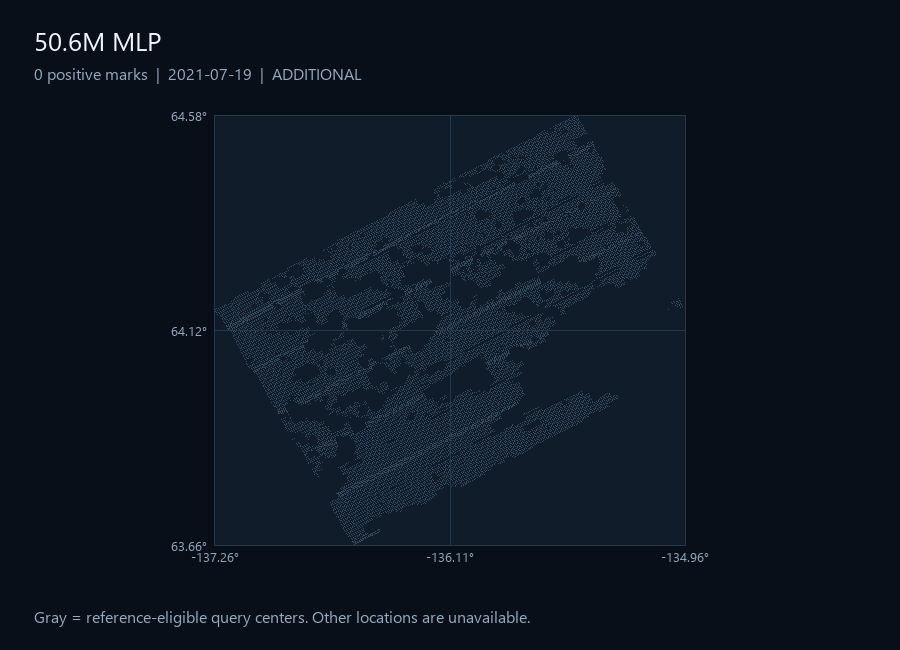 50.6M MLP
0 positive marks | 2021-07-19 | ADDITIONAL
64.58°
64.12°
63.66°
-137.26° -136.11° -134.96°
Gray = reference-eligible query centers. Other locations are unavailable.